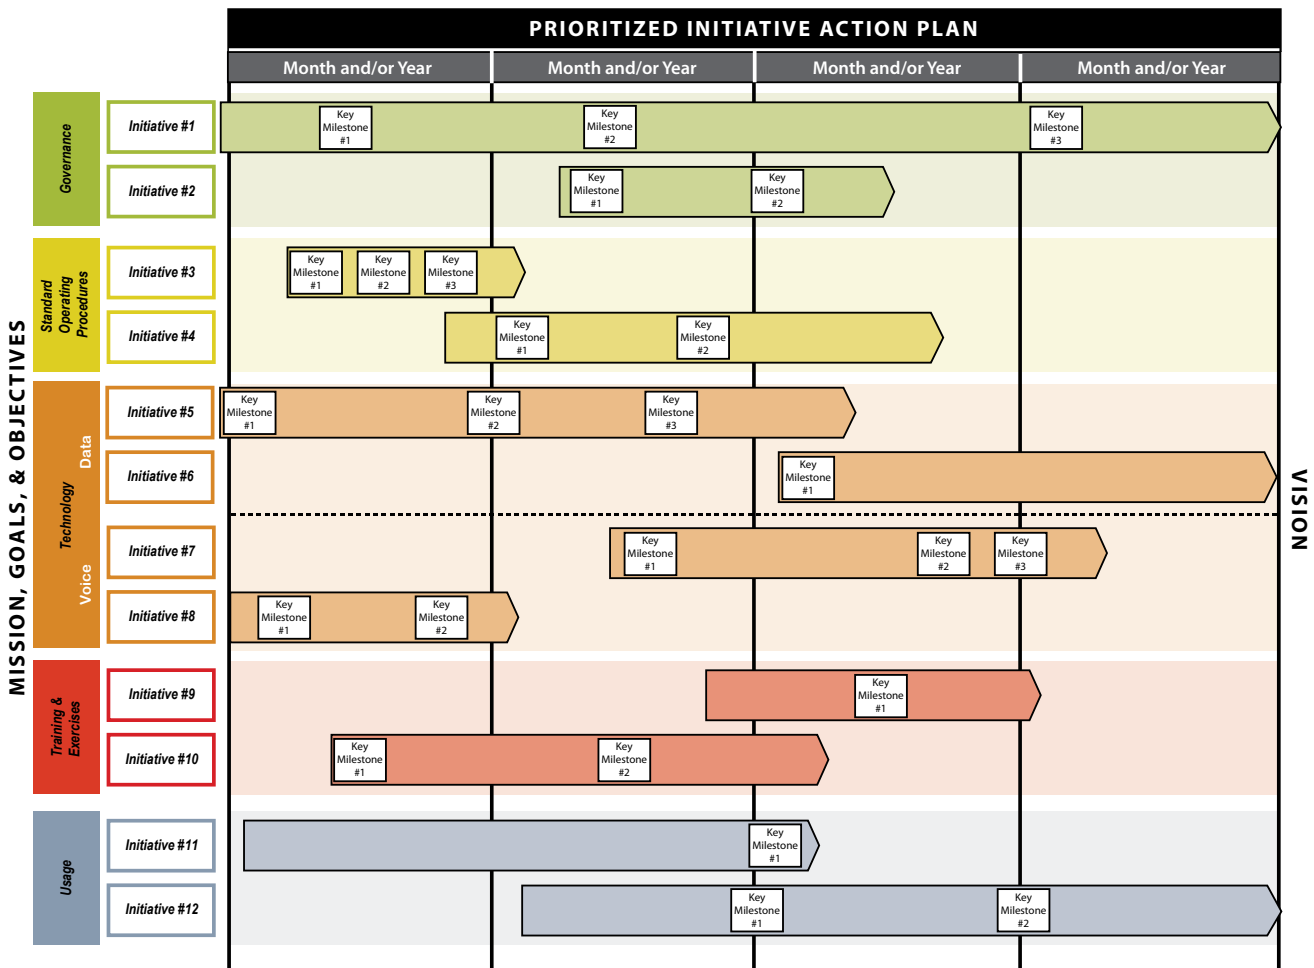 PRIORITIZED INITIATIVE ACTION PLAN
Month and/or Year
Month and/or Year
Month and/or Year
Month and/or Year
MISSION, GOALS, & OBJECTIVES
VISION
Governance
Initiative #1
Key
Milestone
#1
Key
Milestone
#2
Key
Milestone
#3
Initiative #2
Key
Milestone
#1
Key
Milestone
#2
Standard
Operating
Procedures
Initiative #3
Key
Milestone
#1
Key
Milestone
#2
Key
Milestone
#3
Initiative #4
Key
Milestone
#1
Key
Milestone
#2
Technology
Data
Initiative #5
Key
Milestone
#1
Key
Milestone
#2
Key
Milestone
#3
Initiative #6
Key
Milestone
#1
Voice
Initiative #7
Key
Milestone
#1
Key
Milestone
#2
Key
Milestone
#3
Initiative #8
Key
Milestone
#1
Key
Milestone
#2
Training &
Exercises
Initiative #9
Key
Milestone
#1
Initiative #10
Key
Milestone
#1
Key
Milestone
#2
Usage
Initiative #11
Key
Milestone
#1
Initiative #12
Key
Milestone
#1
Key
Milestone
#2